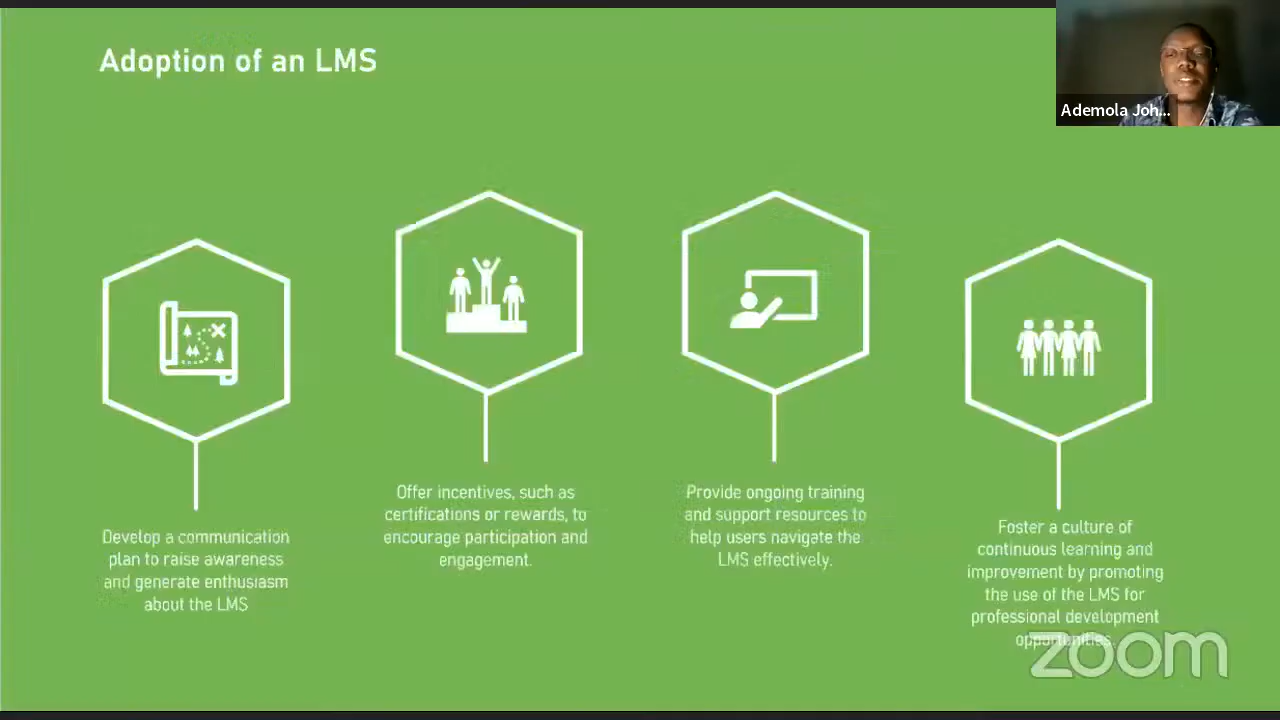 Adoption of an LMS
Ademola Joh...
Develop a communication
plan to raise awareness
and generate enthusiasm
about the LMS
Offer incentives, such as
certifications or rewards, to
encourage participation and
engagement.
Provide ongoing training
and support resources to
help users navigate the
LMS effectively.
Foster a culture of
continuous learning and
improvement by promoting
the use of the LMS for
professional development
opportunities.
zoom